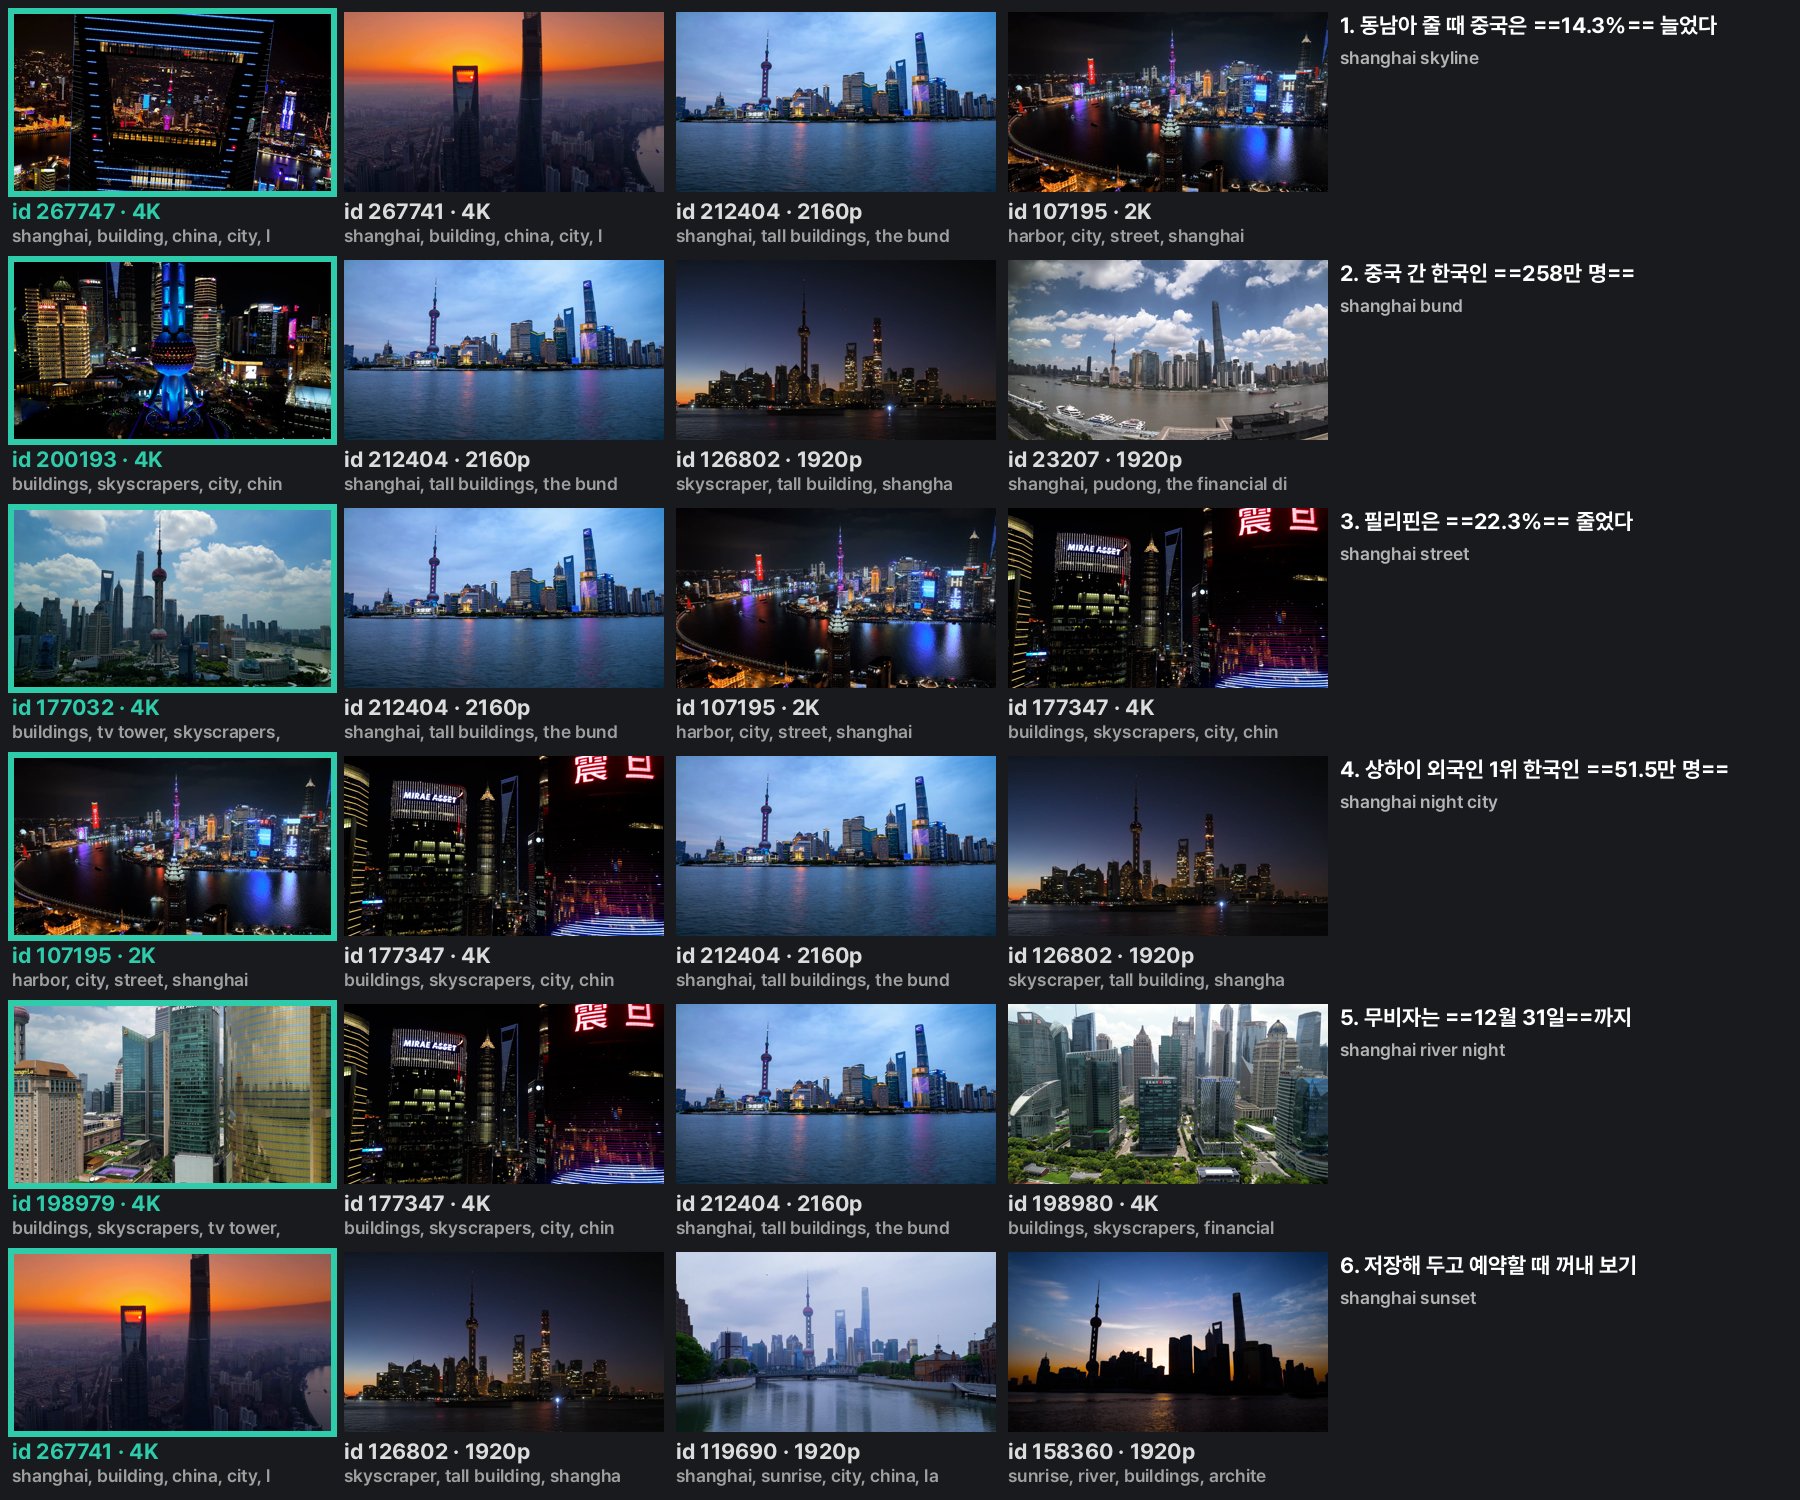 1. 동남아 줄 때 중국은 ==14.3%== 늘었다
shanghai skyline
id 267747 · 4K
shanghai, building, china, city, l
id 267741 · 4K
shanghai, building, china, city, l
id 212404 · 2160p
shanghai, tall buildings, the bund
id 107195 · 2K
harbor, city, street, shanghai
2. 중국 간 한국인 ==258만 명==
shanghai bund
id 200193 · 4K
buildings, skyscrapers, city, chin
id 212404 · 2160p
shanghai, tall buildings, the bund
id 126802 · 1920p
skyscraper, tall building, shangha
id 23207 · 1920p
shanghai, pudong, the financial di
3. 필리핀은 ==22.3%== 줄었다
shanghai street
MIRAE ASSET
震旦
id 177032 · 4K
buildings, tv tower, skyscrapers,
id 212404 · 2160p
shanghai, tall buildings, the bund
id 107195 · 2K
harbor, city, street, shanghai
id 177347 · 4K
buildings, skyscrapers, city, chin
4. 상하이 외국인 1위 한국인 ==51.5만 명==
shanghai night city
MIRAE ASSET
震旦
id 107195 · 2K
harbor, city, street, shanghai
id 177347 · 4K
buildings, skyscrapers, city, chin
id 212404 · 2160p
shanghai, tall buildings, the bund
id 126802 · 1920p
skyscraper, tall building, shangha
5. 무비자는 ==12월 31일==까지
shanghai river night
MIRAE ASSET
震旦
id 198979 · 4K
buildings, skyscrapers, tv tower,
id 177347 · 4K
buildings, skyscrapers, city, chin
id 212404 · 2160p
shanghai, tall buildings, the bund
id 198980 · 4K
buildings, skyscrapers, financial
6. 저장해 두고 예약할 때 꺼내 보기
shanghai sunset
id 267741 · 4K
shanghai, building, china, city, l
id 126802 · 1920p
skyscraper, tall building, shangha
id 119690 · 1920p
shanghai, sunrise, city, china, la
id 158360 · 1920p
sunrise, river, buildings, archite